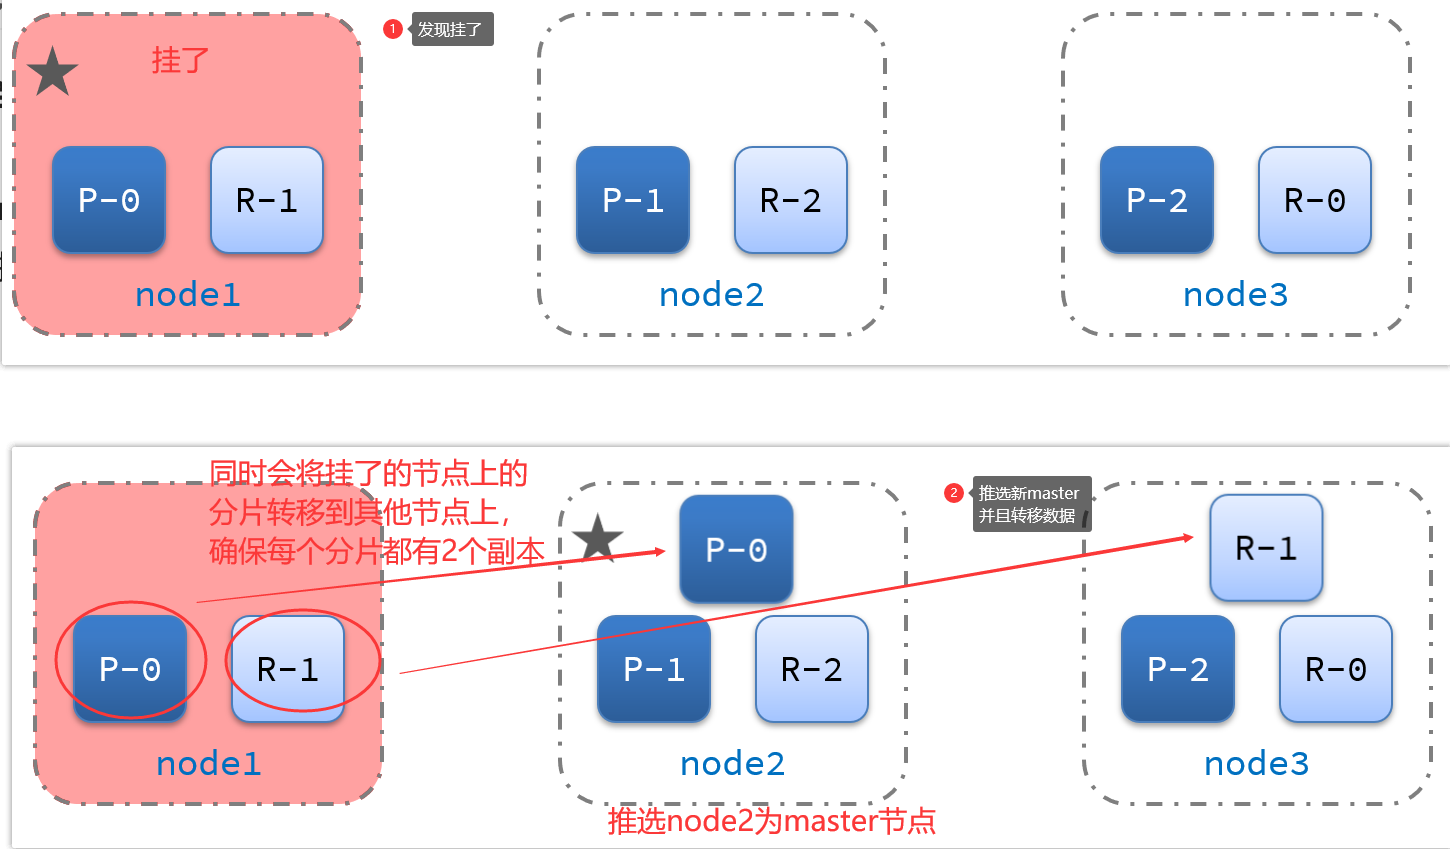 挂了
1
发现挂了
P-0
R-1
node1
P-1
R-2
node2
P-2
R-0
node3
同时会将挂了的节点上的
分片转移到其他节点上，
确保每个分片都有2个副本
P-0
R-1
node1
P-0
P-1
R-2
node2
2
推选新master
并且转移数据
R-1
P-2
R-0
node3
推选node2为master节点